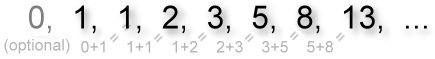 0, 1, 1, 2, 3, 5, 8, 13, ...
(optional) 0+1 = 1+1 = 1+2 = 2+3 = 3+5 = 5+8 =